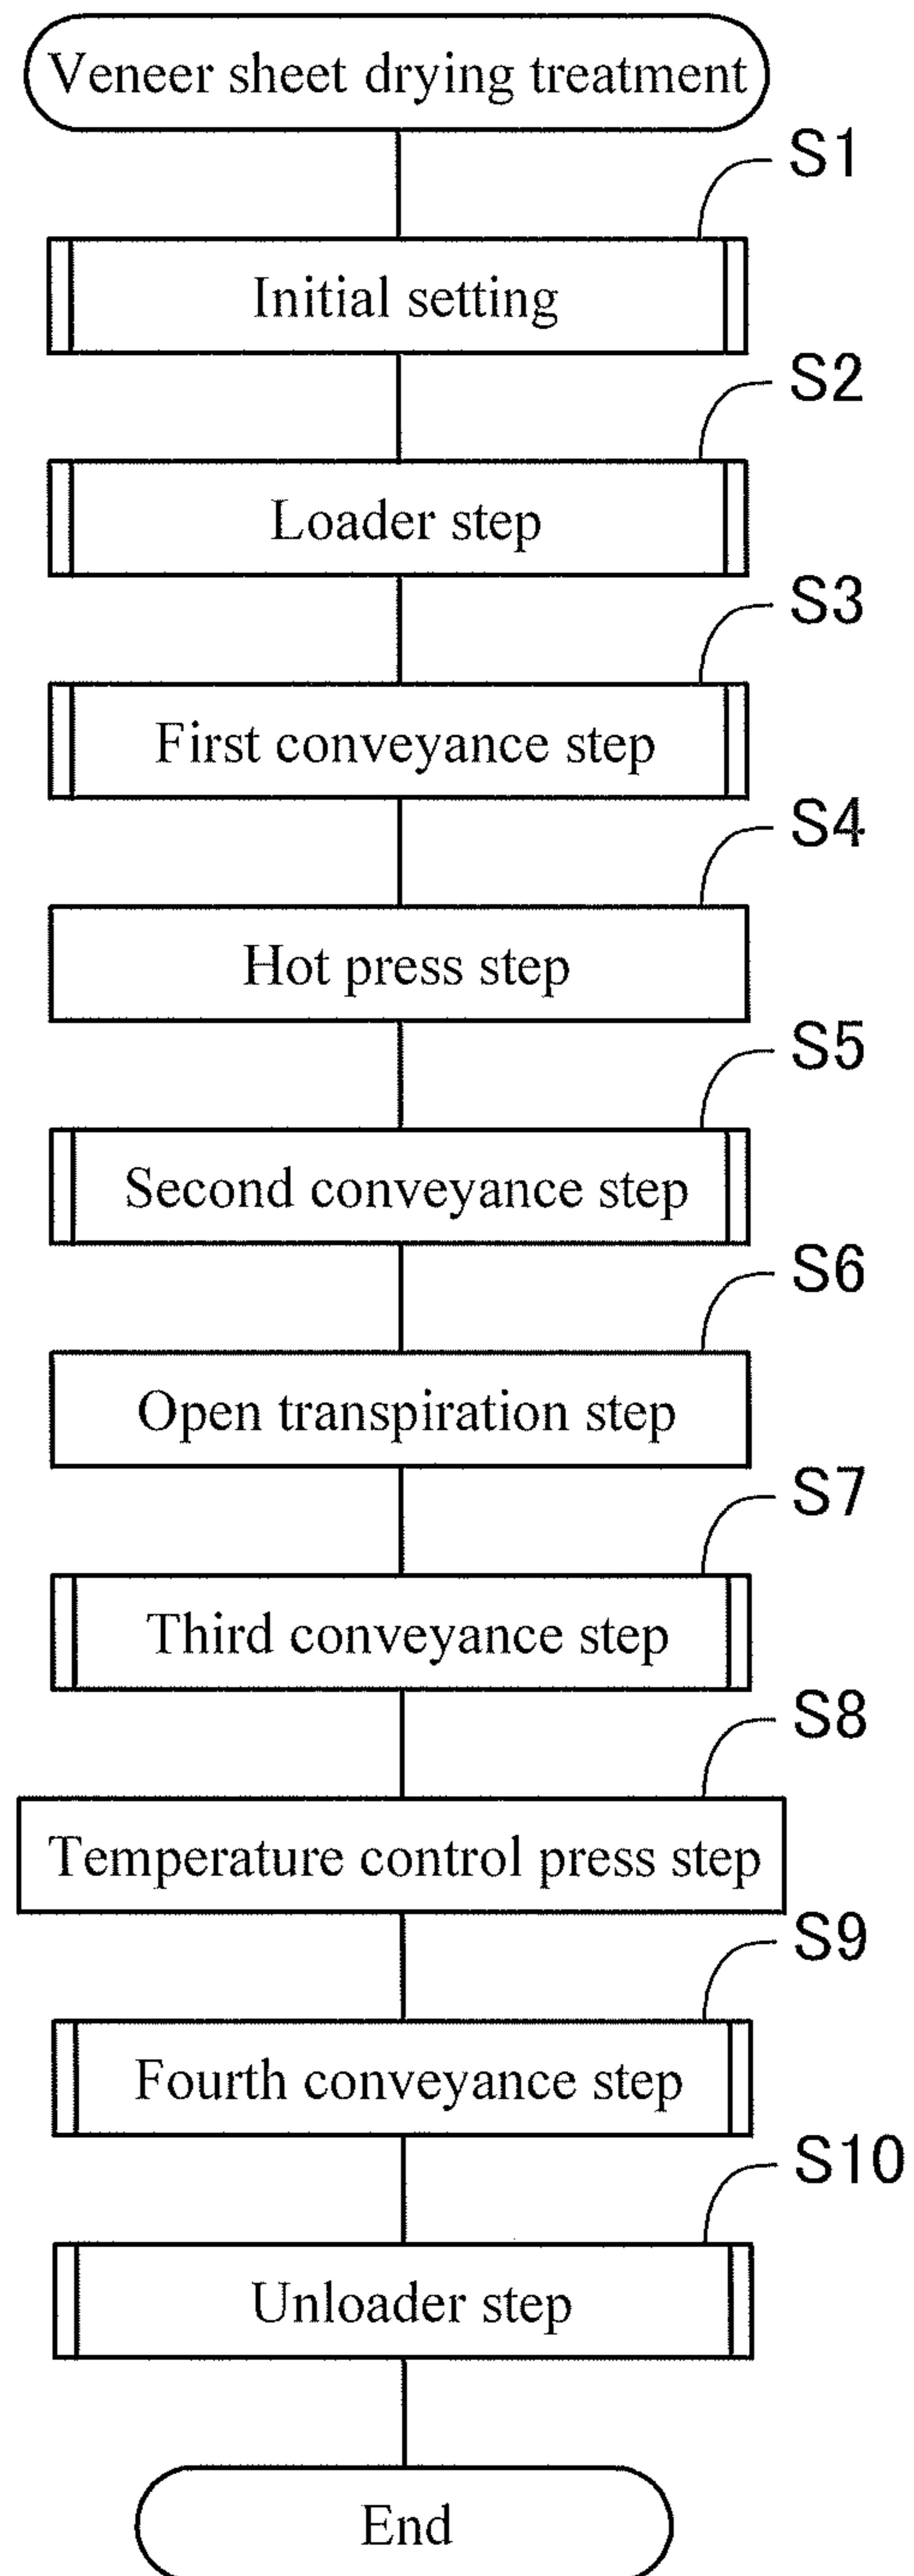 Veneer sheet drying treatment
S1
Initial setting
S2
Loader step
S3
First conveyance step
S4
Hot press step
S5
Second conveyance step
S6
Open transpiration step
S7
Third conveyance step
S8
Temperature control press step
S9
Fourth conveyance step
S10
Unloader step
End